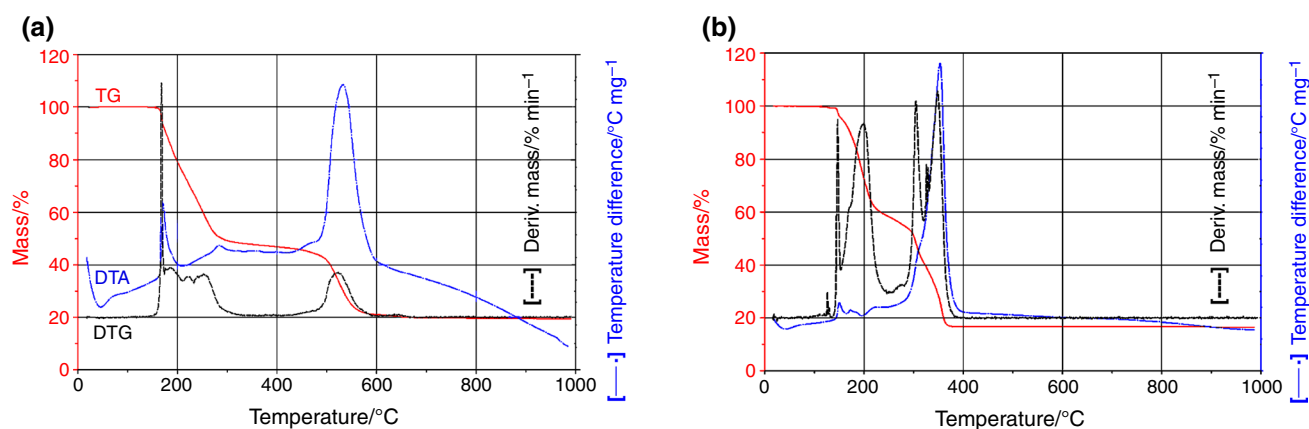 (a)
120
100
80
60
40
20
0
Mass/%
TG
DTA
DTG
[---] Deriv. mass/% min–1
[—·] Temperature difference/°C mg–1
0 200 400 600 800 1000
Temperature/°C
(b)
120
100
80
60
40
20
0
Mass/%
[---] Deriv. mass/% min–1
[—·] Temperature difference/°C mg–1
0 200 400 600 800 1000
Temperature/°C